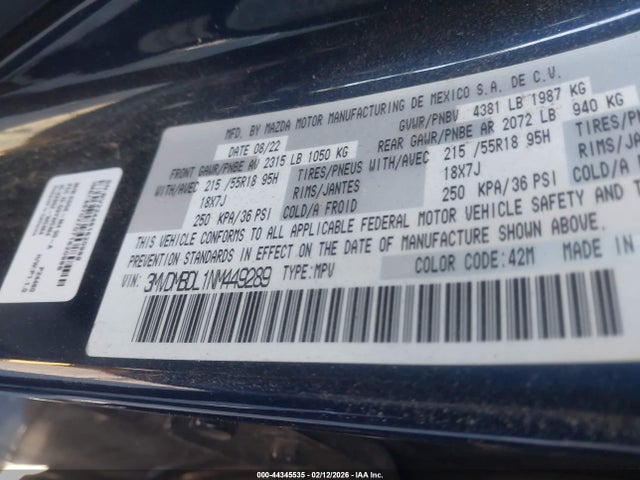 MFD. BY MAZDA MOTOR MANUFACTURING DE MEXICO S.A. DE C.V.
DATE 08/22 GVWR/PNBV 4381 LB 1987 KG
FRONT GAWR/PNBE AV 2315 LB 1050 KG REAR GAWR/PNBE AR 2072 LB 940 KG
WITH/AVEC 215 /55R18 95H TIRES/PNEUS WITH/AVEC 215 /55R18 95H TIRES/
18X7J RIMS/JANTES 18X7J RIMS/
250 KPA/36 PSI COLD/A FROID 250 KPA/36 PSI COLD/A
THIS VEHICLE CONFORMS TO ALL APPLICABLE FEDERAL MOTOR VEHICLE SAFETY AND
STANDARDS IN EFFECT ON THE DATE OF MANUFACTURE SHOWN ABOVE.
VIN: 3MVDMBDL1NM449289 TYPE: MPV COLOR CODE: 42M MADE IN
000-44345535 - 02/12/2026 - IAA Inc.